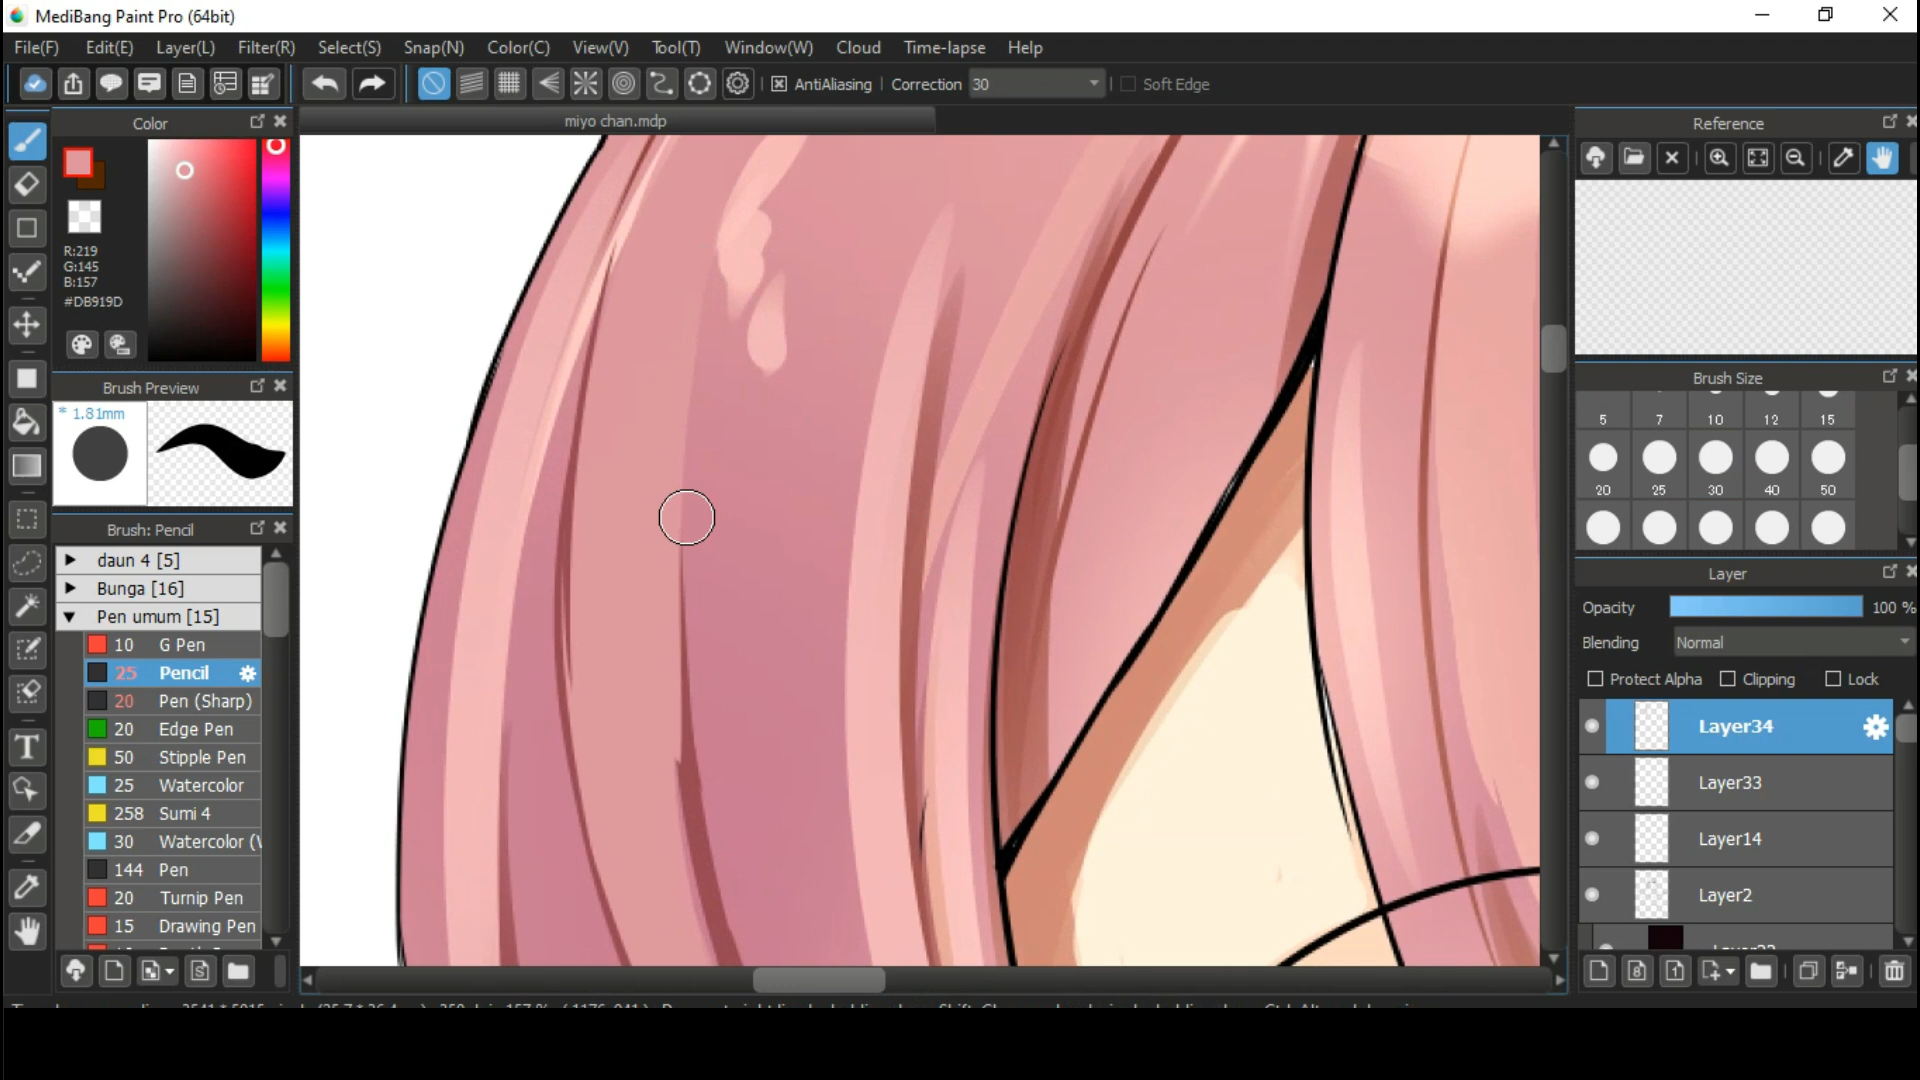 MediBang Paint Pro (64bit)
File(F) Edit(E) Layer(L) Filter(R) Select(S) Snap(N) Color(C) View(V) Tool(T) Window(W) Cloud Time-lapse Help
AntiAliasing Correction 30 Soft Edge
Color
miyo chan.mdp
Reference
R:219
G:145
B:157
#DB919D
Brush Preview
* 1.81mm
Brush Size
5 7 10 12 15
20 25 30 40 50
Brush: Pencil
daun 4 [5]
Bunga [16]
Pen umum [15]
10 G Pen
25 Pencil
20 Pen (Sharp)
20 Edge Pen
50 Stipple Pen
25 Watercolor
258 Sumi 4
30 Watercolor (
144 Pen
20 Turnip Pen
15 Drawing Pen
Layer
Opacity 100 %
Blending Normal
Protect Alpha Clipping Lock
Layer34
Layer33
Layer14
Layer2